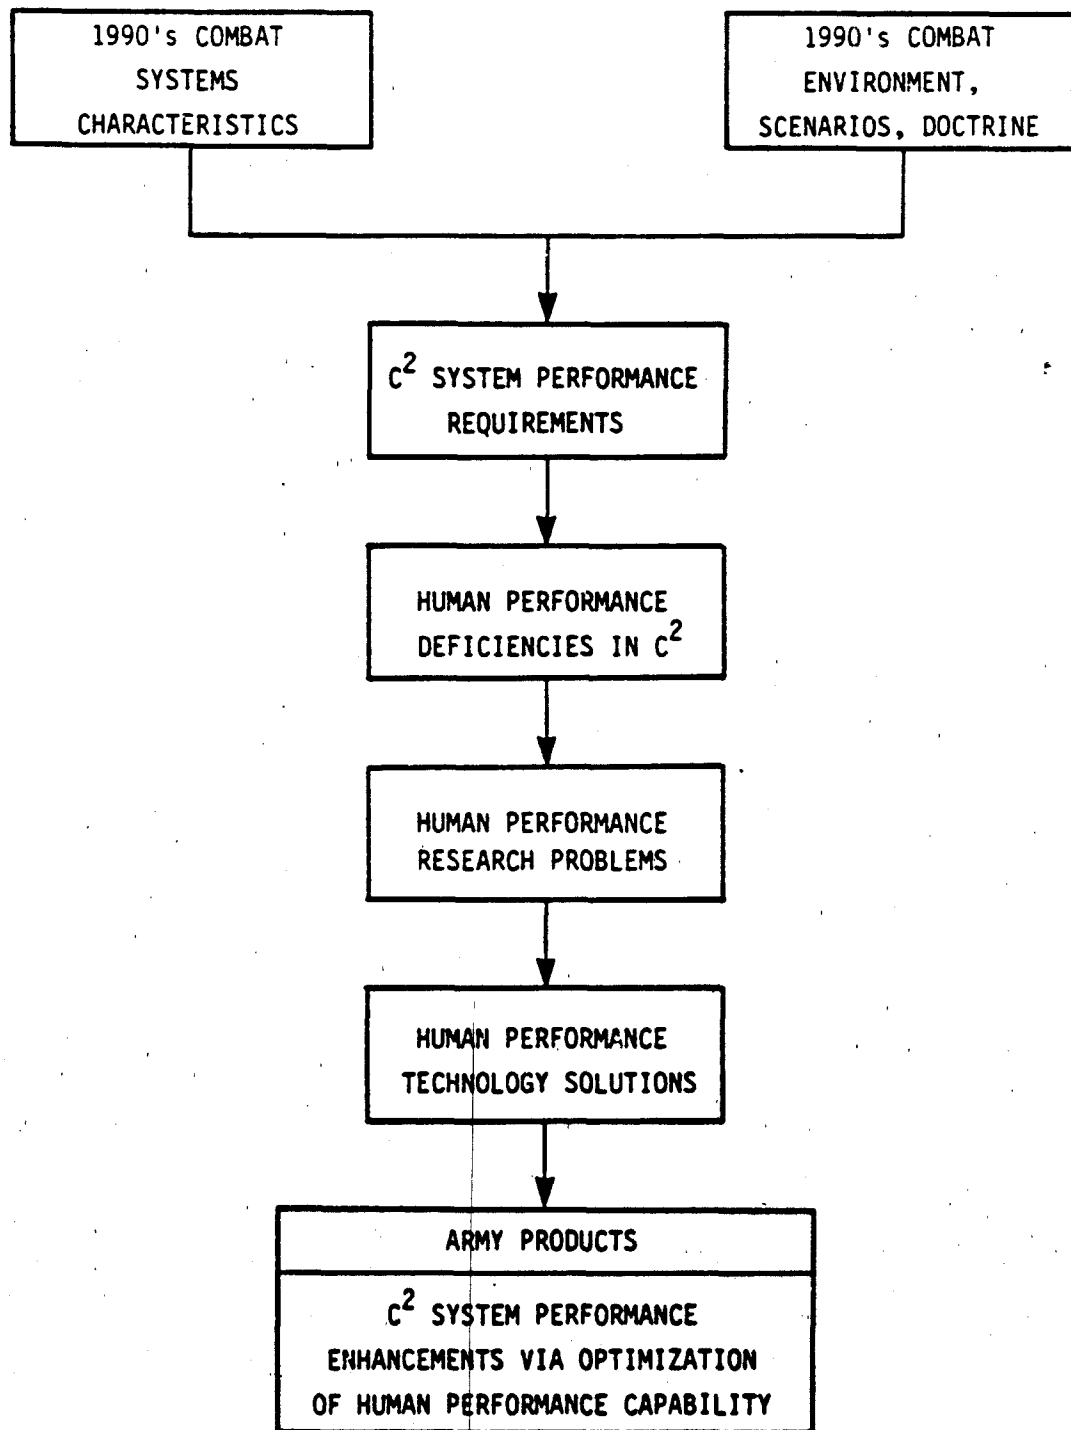 1990's COMBAT
SYSTEMS
CHARACTERISTICS
1990's COMBAT
ENVIRONMENT,
SCENARIOS, DOCTRINE
C² SYSTEM PERFORMANCE
REQUIREMENTS
HUMAN PERFORMANCE
DEFICIENCIES IN C²
HUMAN PERFORMANCE
RESEARCH PROBLEMS
HUMAN PERFORMANCE
TECHNOLOGY SOLUTIONS
ARMY PRODUCTS
C² SYSTEM PERFORMANCE
ENHANCEMENTS VIA OPTIMIZATION
OF HUMAN PERFORMANCE CAPABILITY